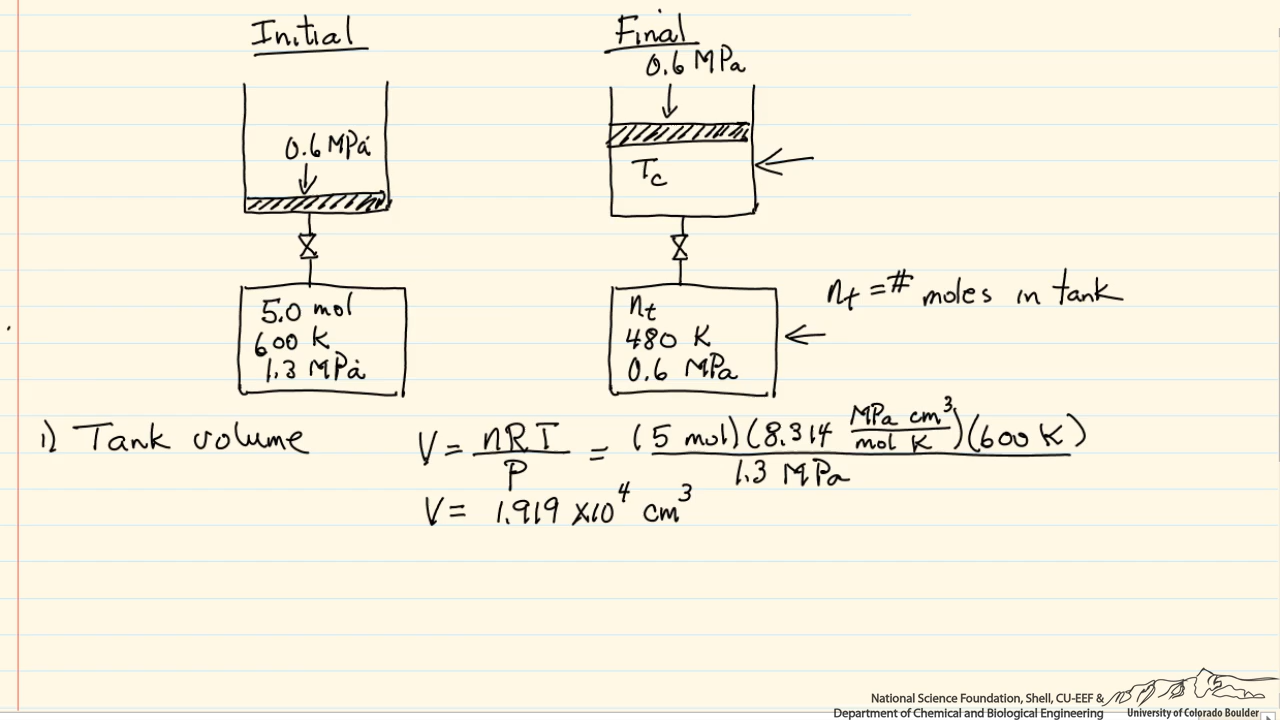 Initial
Final
0.6 MPa
0.6 MPa
Tc
5.0 mol
600 K
1.3 MPa
nt
480 K
0.6 MPa
nt = # moles in tank
1) Tank volume
V = nRT / P = (5 mol)(8.314 MPa cm³ / mol K)(600 K) / 1.3 MPa
V = 1.919 x10⁴ cm³
National Science Foundation, Shell, CU-EEF &
Department of Chemical and Biological Engineering
University of Colorado Boulder